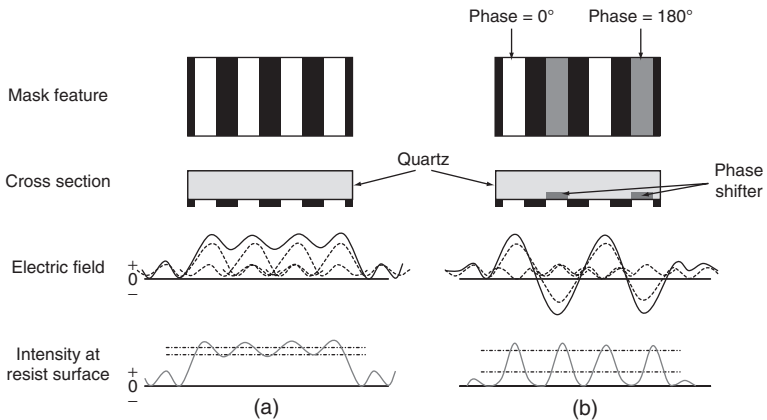 Phase = 0° Phase = 180°
Mask feature
Cross section
Quartz
Phase
shifter
Electric field
+
0
–
Intensity at
resist surface
+
0
–
(a) (b)